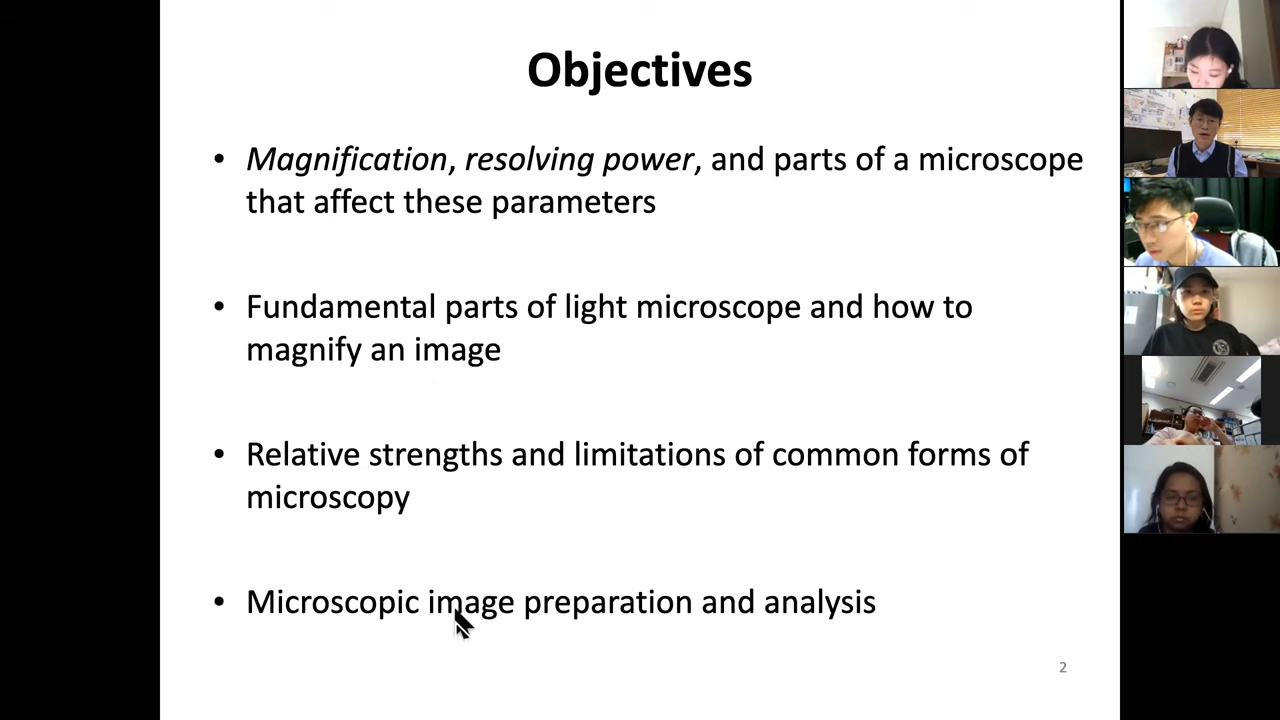 Objectives
• Magnification, resolving power, and parts of a microscope
that affect these parameters
• Fundamental parts of light microscope and how to
magnify an image
• Relative strengths and limitations of common forms of
microscopy
• Microscopic image preparation and analysis
2